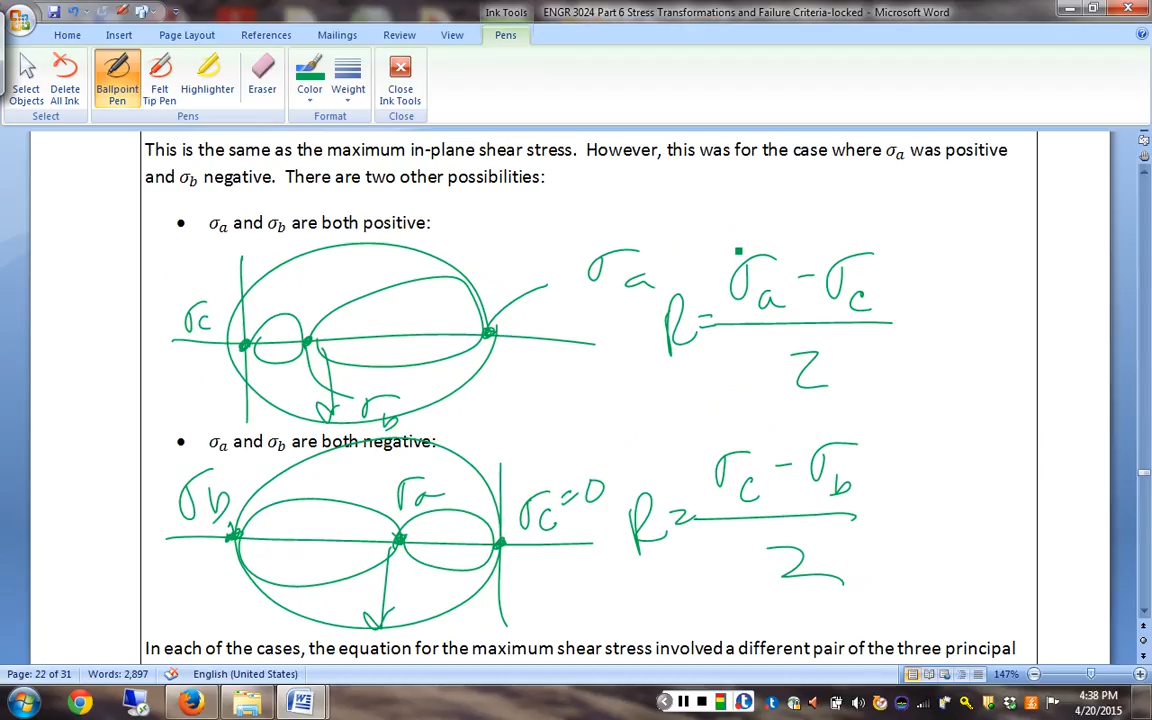 Ink Tools
ENGR 3024 Part 6 Stress Transformations and Failure Criteria-locked - Microsoft Word
Home Insert Page Layout References Mailings Review View Pens
Select Objects Delete All Ink Ballpoint Pen Felt Tip Pen Highlighter Eraser Color Weight Close Ink Tools
Select Pens Format Close
This is the same as the maximum in-plane shear stress. However, this was for the case where σa was positive
and σb negative. There are two other possibilities:
• σa and σb are both positive:
σa
σc
R = σa - σc
2
σb
• σa and σb are both negative:
σb
σa
σc = 0
R = σc - σb
2
In each of the cases, the equation for the maximum shear stress involved a different pair of the three principal
Page: 22 of 31 Words: 2,897 English (United States) 147%
4:38 PM
4/20/2015